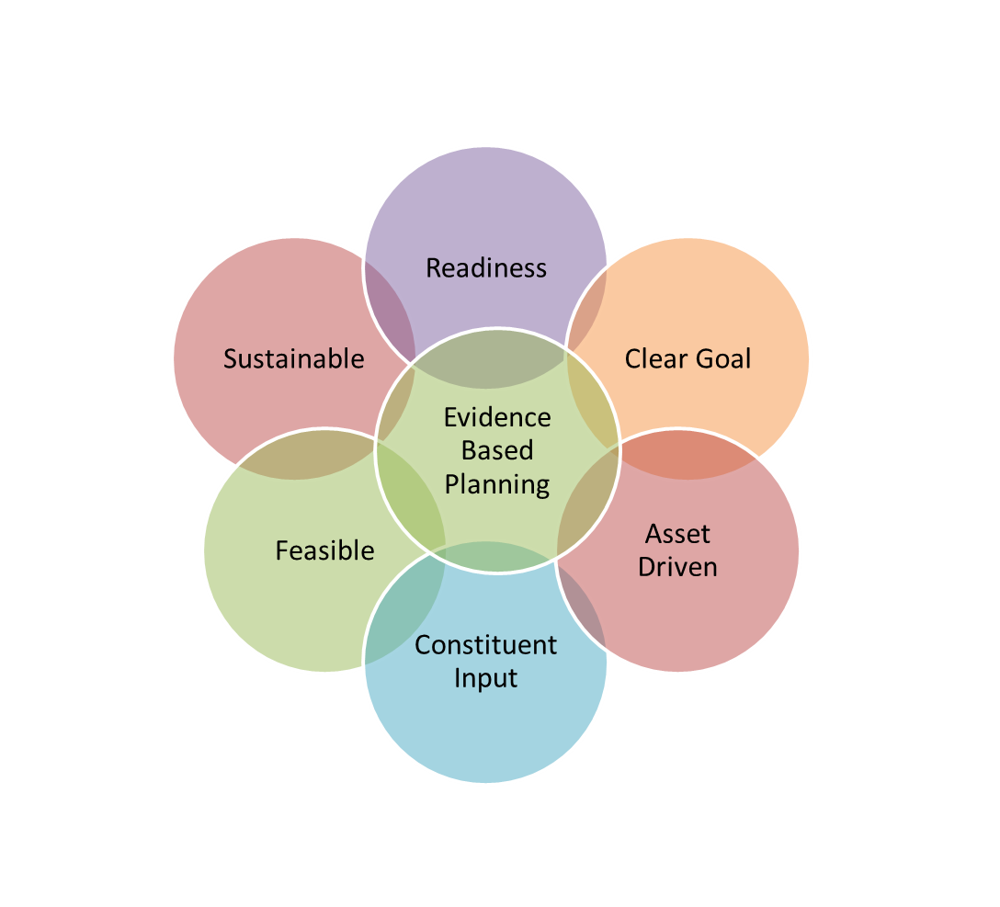 Readiness
Sustainable
Clear Goal
Evidence
Based
Planning
Feasible
Asset
Driven
Constituent
Input